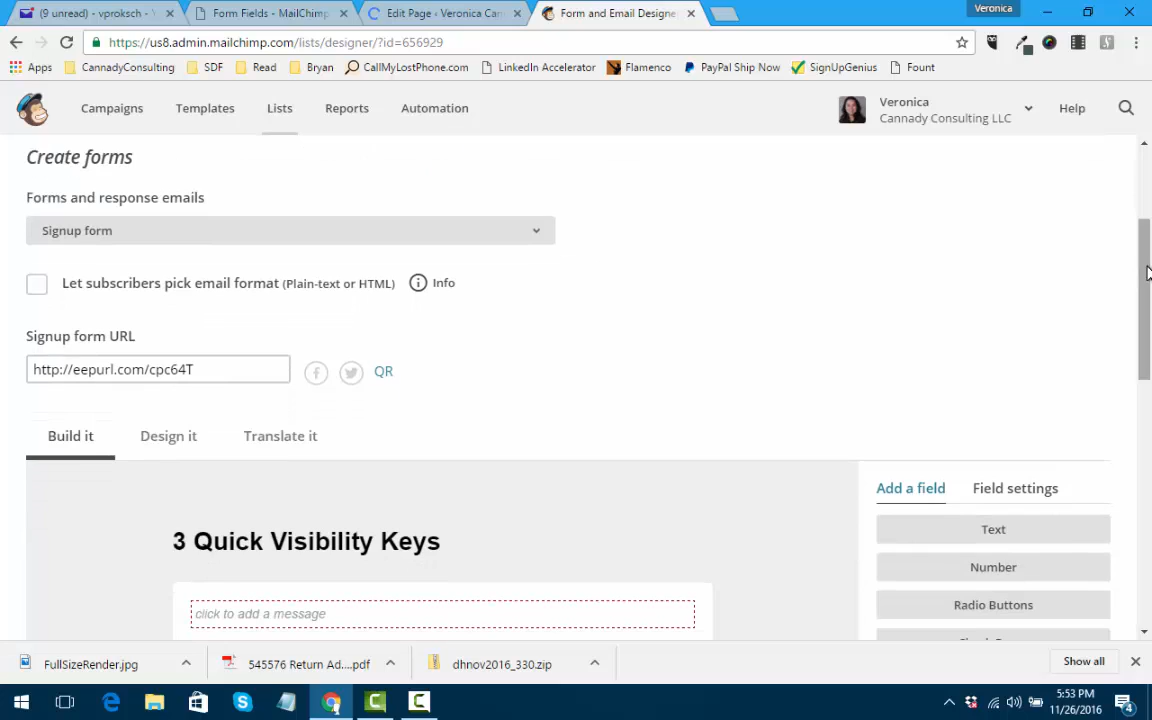 (9 unread) - vproksch -
Form Fields - MailChimp
Edit Page ‹ Veronica Can
Form and Email Designe
Veronica
https://us8.admin.mailchimp.com/lists/designer/?id=656929
Apps
CannadyConsulting
SDF
Read
Bryan
CallMyLostPhone.com
LinkedIn Accelerator
Flamenco
PayPal Ship Now
SignUpGenius
Fount
Campaigns
Templates
Lists
Reports
Automation
Veronica
Cannady Consulting LLC
Help
Create forms
Forms and response emails
Signup form
Let subscribers pick email format (Plain-text or HTML)
Info
Signup form URL
http://eepurl.com/cpc64T
QR
Build it
Design it
Translate it
Add a field
Field settings
Text
3 Quick Visibility Keys
Number
Radio Buttons
click to add a message
FullSizeRender.jpg
545576 Return Ad....pdf
dhnov2016_330.zip
Show all
5:53 PM
11/26/2016
4